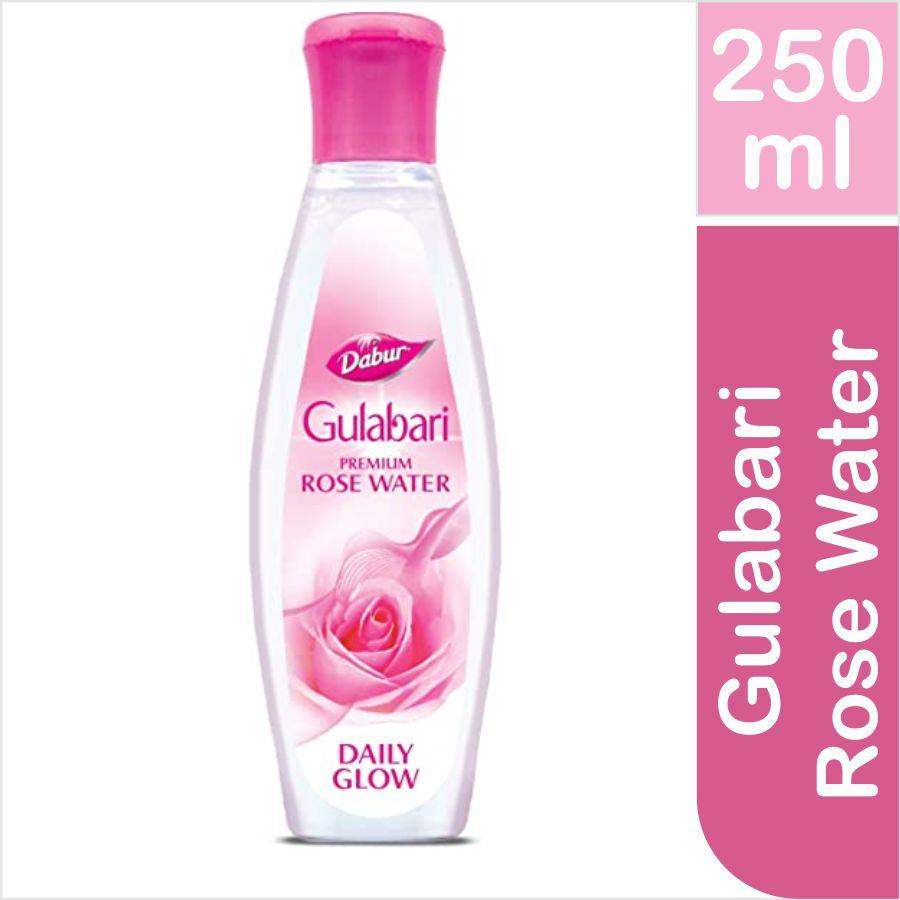 Dabur
Gulabari
PREMIUM
ROSE WATER
DAILY
GLOW
250
ml
Gulabari
Rose Water